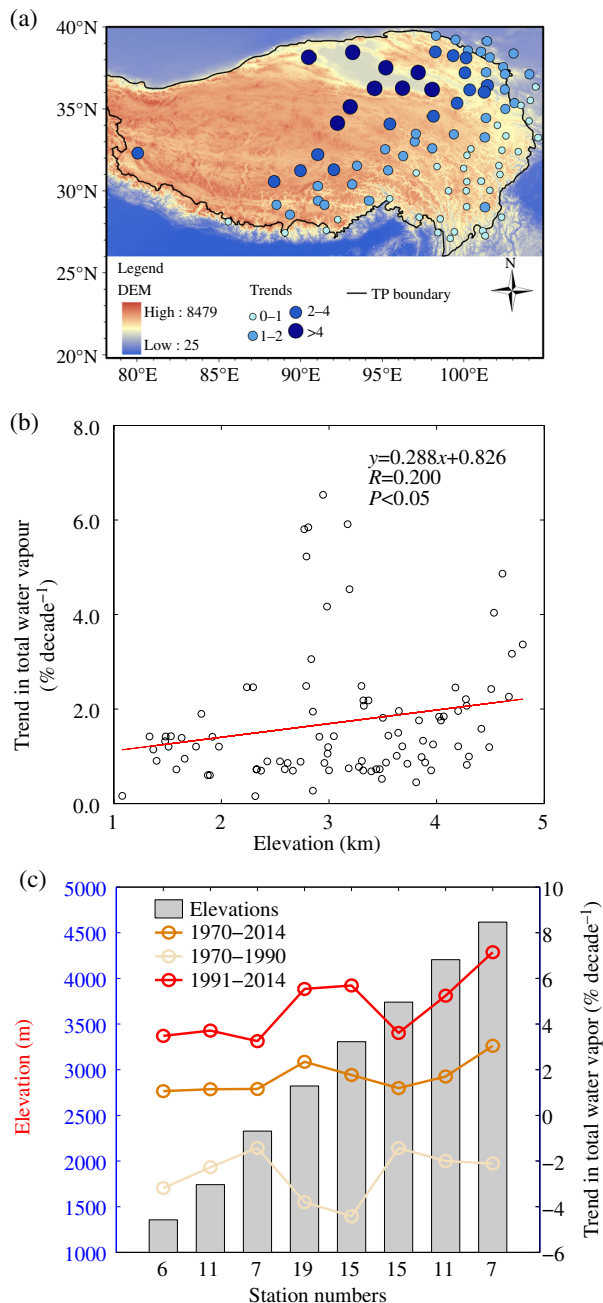 (a)
40°N
35°N
30°N
25°N
20°N
Legend
DEM
High : 8479
Low : 25
Trends
0–1
1–2
2–4
>4
TP boundary
N
80°E
85°E
90°E
95°E
100°E
(b)
8.0
6.0
4.0
2.0
0.0
Trend in total water vapour
(% decade⁻¹)
y=0.288x+0.826
R=0.200
P<0.05
1
2
3
4
5
Elevation (km)
(c)
5000
4500
4000
3500
3000
2500
2000
1500
1000
Elevation (m)
Elevations
1970–2014
1970–1990
1991–2014
10
8
6
4
2
0
−2
−4
−6
Trend in total water vapor (% decade⁻¹)
6 11 7 19 15 15 11 7
Station numbers